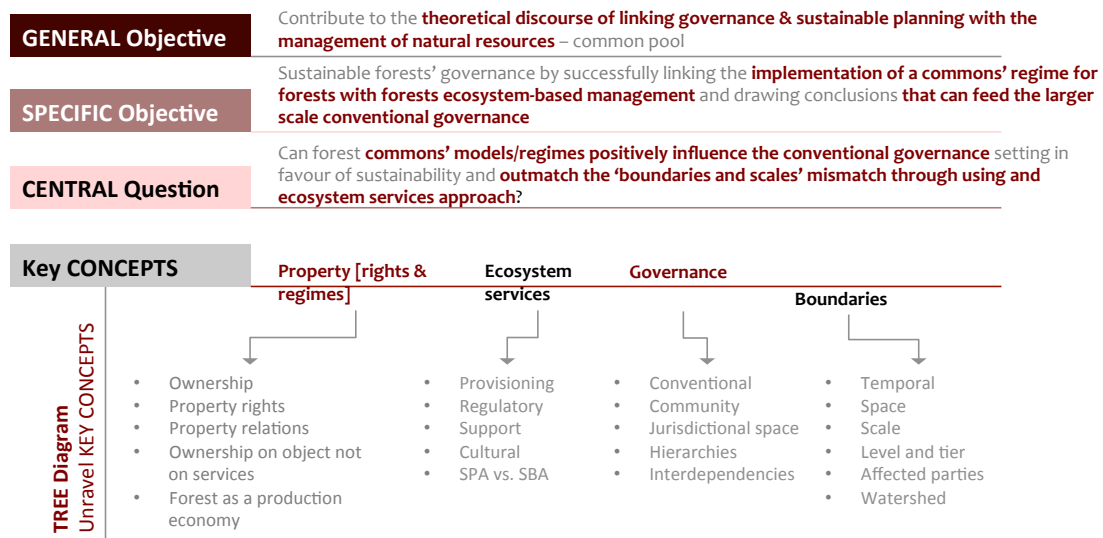 GENERAL Objective
Contribute to the theoretical discourse of linking governance & sustainable planning with the
management of natural resources – common pool
SPECIFIC Objective
Sustainable forests' governance by successfully linking the implementation of a commons' regime for
forests with forests ecosystem-based management and drawing conclusions that can feed the larger
scale conventional governance
CENTRAL Question
Can forest commons' models/regimes positively influence the conventional governance setting in
favour of sustainability and outmatch the 'boundaries and scales' mismatch through using and
ecosystem services approach?
Key CONCEPTS
Property [rights &
regimes]
Ecosystem
services
Governance
Boundaries
TREE Diagram
Unravel KEY CONCEPTS
• Ownership
• Property rights
• Property relations
• Ownership on object not
on services
• Forest as a production
economy
• Provisioning
• Regulatory
• Support
• Cultural
• SPA vs. SBA
• Conventional
• Community
• Jurisdictional space
• Hierarchies
• Interdependencies
• Temporal
• Space
• Scale
• Level and tier
• Affected parties
• Watershed